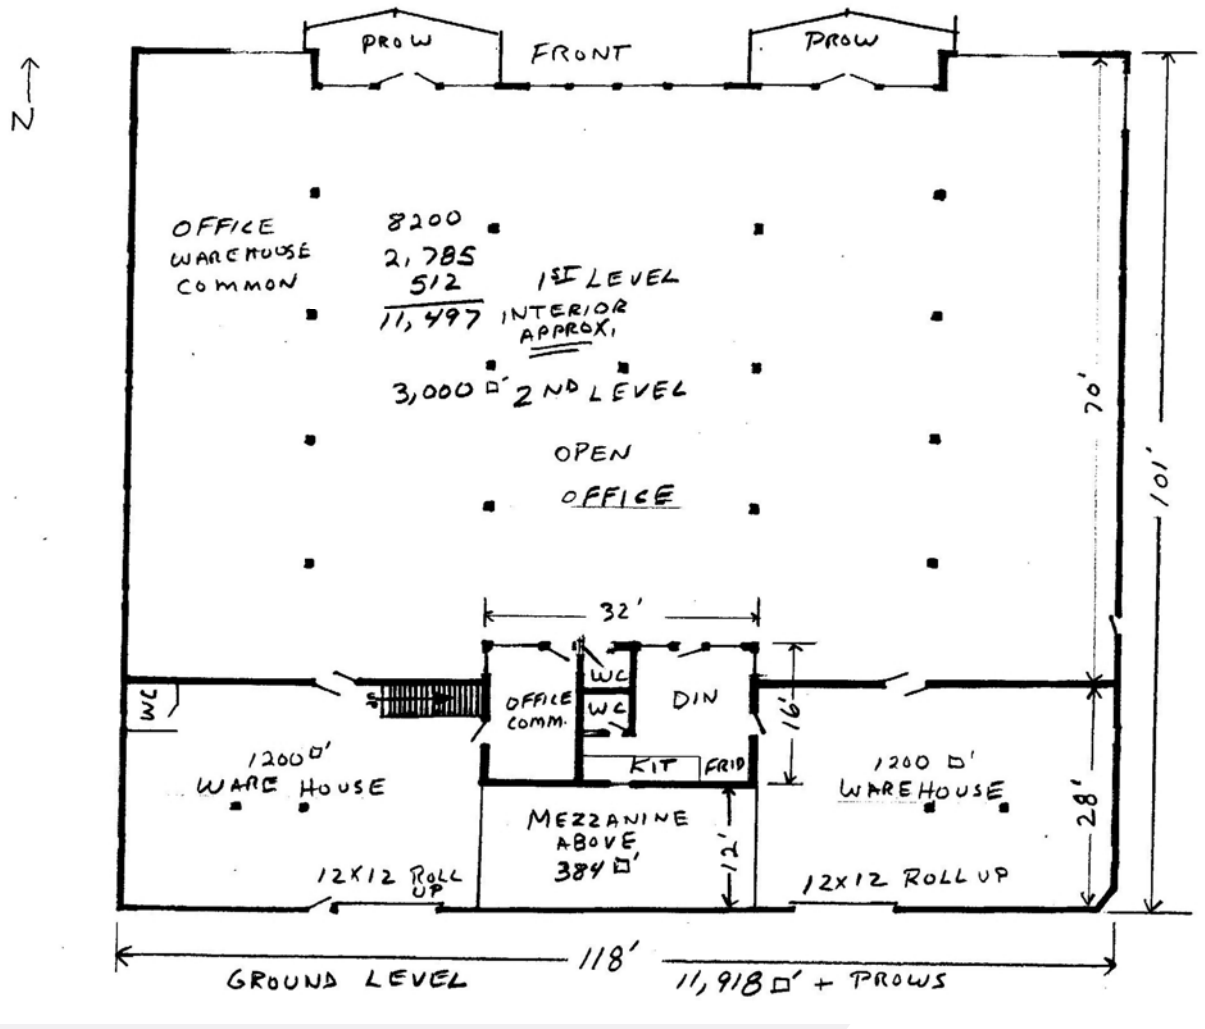 PROW
PROW
FRONT
N
OFFICE 8200
WAREHOUSE 2,785
COMMON 512
11,497
1ST LEVEL
INTERIOR
APPROX.
3,000 □' 2ND LEVEL
OPEN
OFFICE
70'
101'
32'
WC
WC
WC
OFFICE
COMM.
DIN
16'
KIT
FRID
1200 □'
WARE HOUSE
1200 □'
WAREHOUSE
MEZZANINE
ABOVE
384 □'
12'
28'
12X12 ROLL
UP
12X12 ROLL UP
118'
GROUND LEVEL
11,918 □' + PROWS